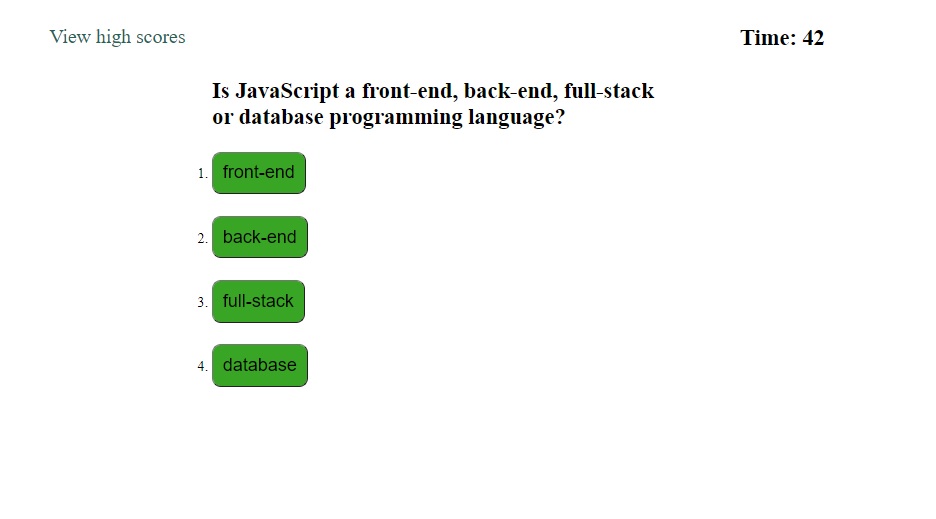 View high scores
Time: 42
Is JavaScript a front-end, back-end, full-stack
or database programming language?
1. front-end
2. back-end
3. full-stack
4. database